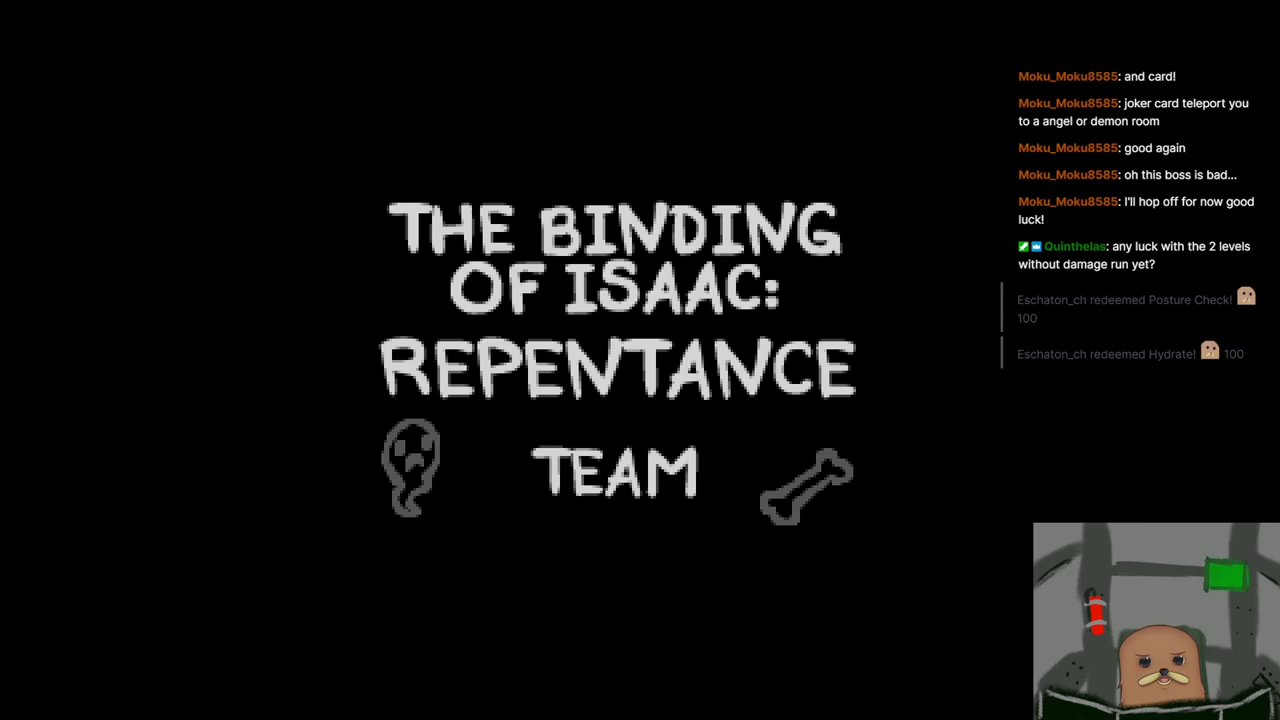 THE BINDING
OF ISAAC:
REPENTANCE
TEAM
Moku_Moku8585: and card!
Moku_Moku8585: joker card teleport you
to a angel or demon room
Moku_Moku8585: good again
Moku_Moku8585: oh this boss is bad...
Moku_Moku8585: I'll hop off for now good
luck!
Quinthelas: any luck with the 2 levels
without damage run yet?
Eschaton_ch redeemed Posture Check!
100
Eschaton_ch redeemed Hydrate! 100